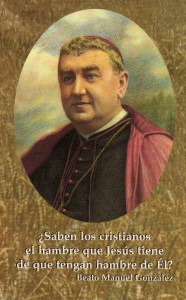 ¿Saben los cristianos
el hambre que Jesús tiene
de que tengan hambre de Él?
Beato Manuel González